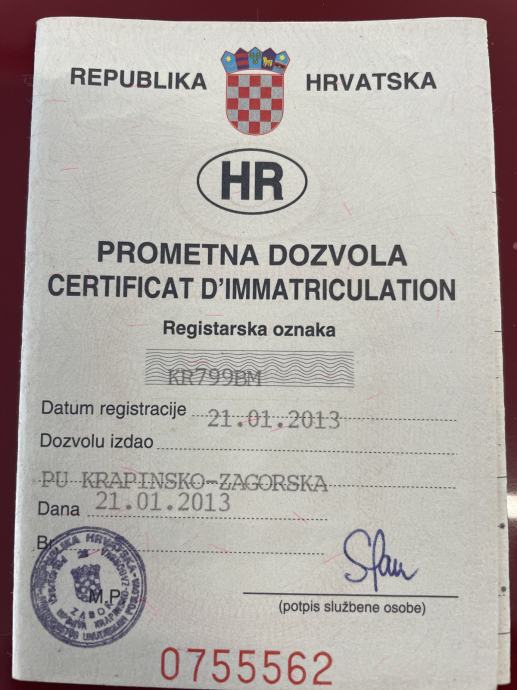 REPUBLIKA HRVATSKA
HR
PROMETNA DOZVOLA
CERTIFICAT D'IMMATRICULATION
Registarska oznaka
KR799BM
Datum registracije 21.01.2013
Dozvolu izdao
PU KRAPINSKO-ZAGORSKA
Dana 21.01.2013
Br
M.P.
(potpis službene osobe)
0755562